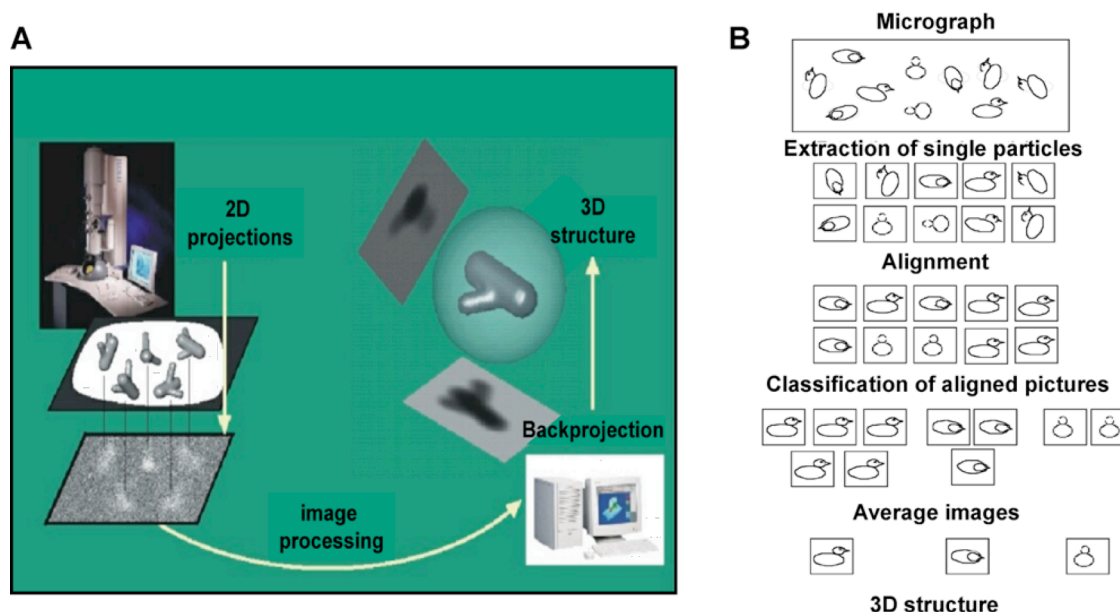 A
2D
projections
3D
structure
Backprojection
image
processing
B
Micrograph
Extraction of single particles
Alignment
Classification of aligned pictures
Average images
3D structure